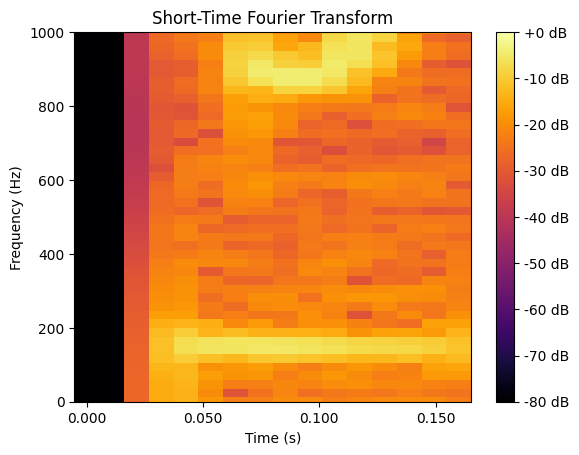 Short-Time Fourier Transform
1000
800
600
400
200
0
Frequency (Hz)
0.000
0.050
0.100
0.150
Time (s)
+0 dB
-10 dB
-20 dB
-30 dB
-40 dB
-50 dB
-60 dB
-70 dB
-80 dB